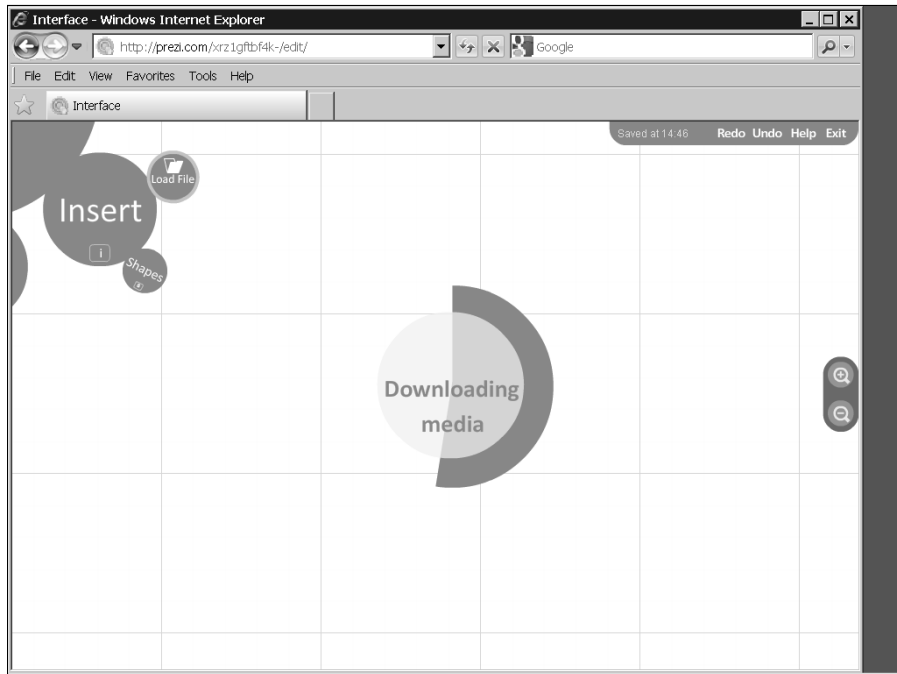 Interface - Windows Internet Explorer
http://prezi.com/xrz1gftbf4k-/edit/
Google
File Edit View Favorites Tools Help
Interface
Saved at 14:46 Redo Undo Help Exit
Load File
Insert
i
Shapes
Downloading
media